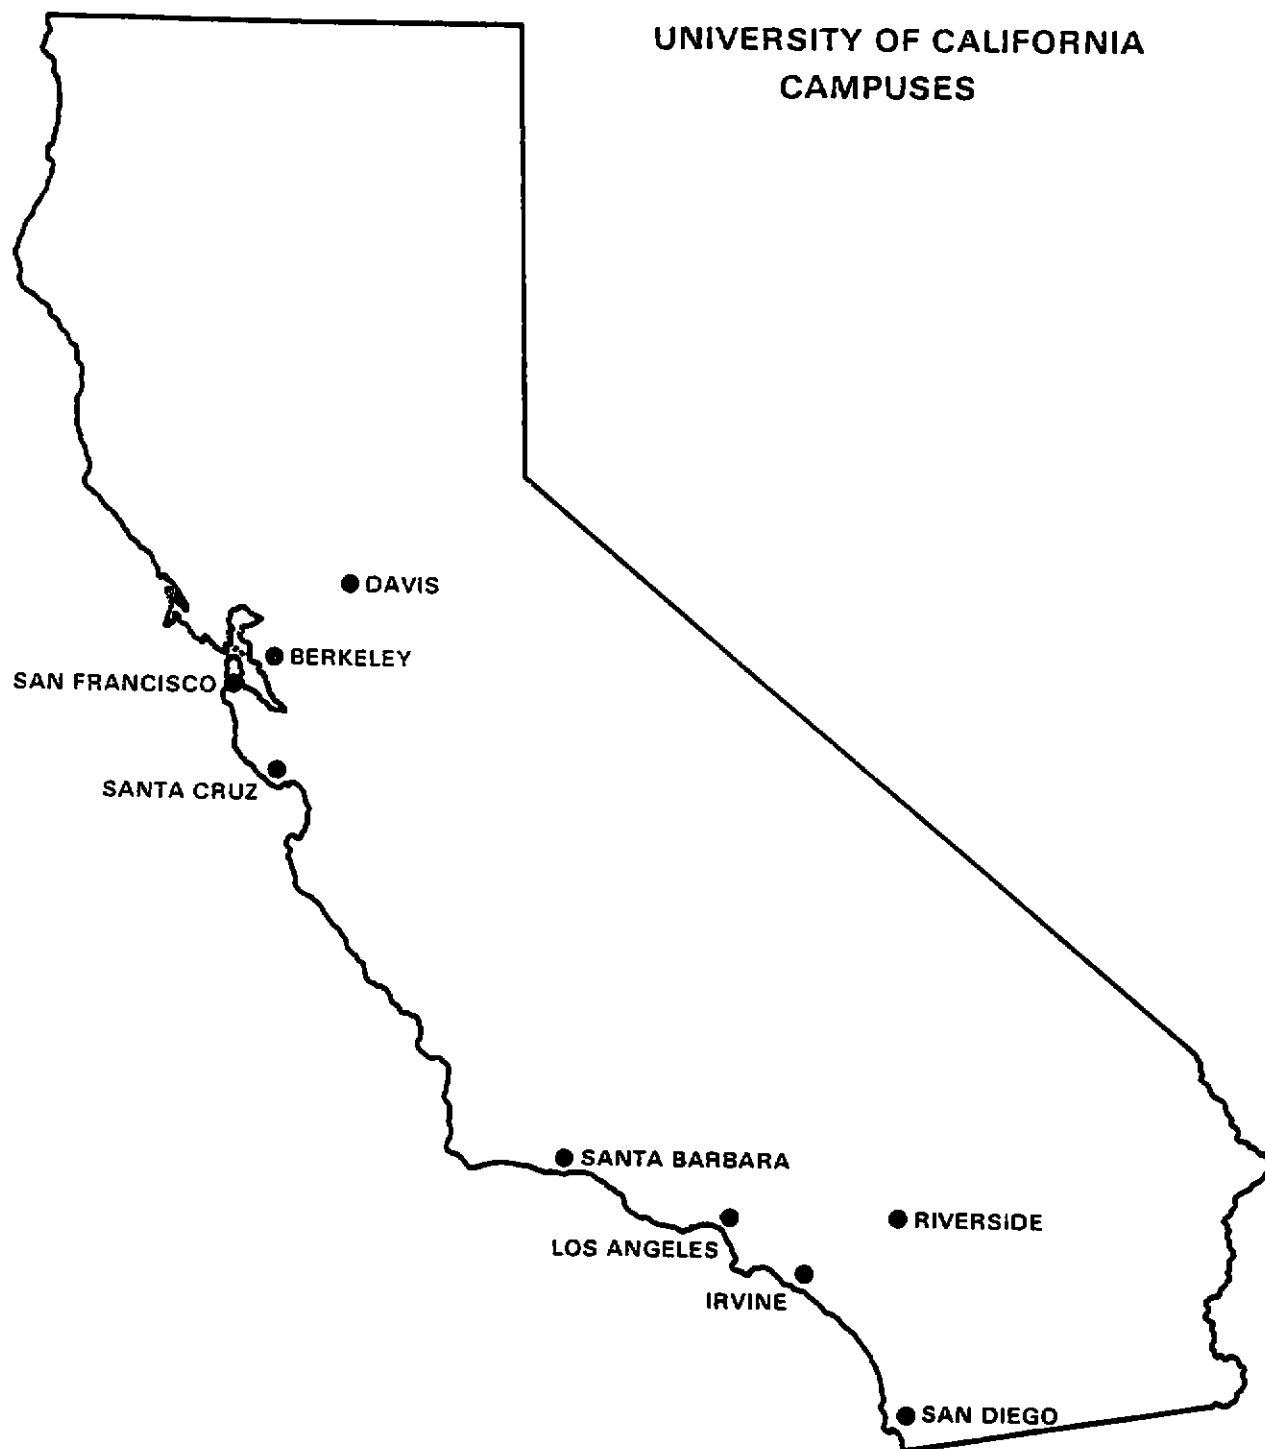 UNIVERSITY OF CALIFORNIA
CAMPUSES
DAVIS
BERKELEY
SAN FRANCISCO
SANTA CRUZ
SANTA BARBARA
RIVERSIDE
LOS ANGELES
IRVINE
SAN DIEGO